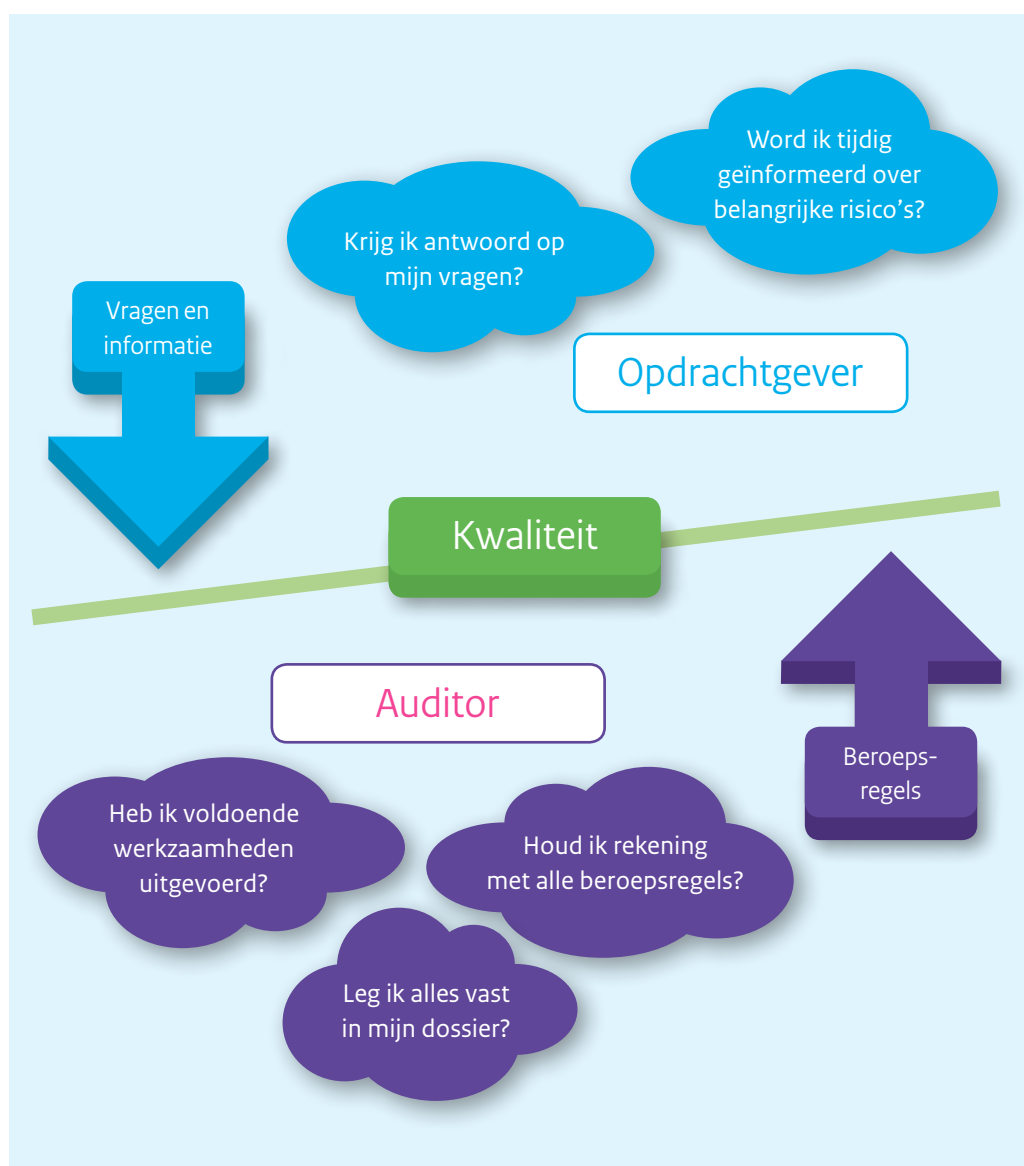 Word ik tijdig
geïnformeerd over
belangrijke risico's?
Krijg ik antwoord op
mijn vragen?
Vragen en
informatie
Opdrachtgever
Kwaliteit
Auditor
Beroeps-
regels
Heb ik voldoende
werkzaamheden
uitgevoerd?
Houd ik rekening
met alle beroepsregels?
Leg ik alles vast
in mijn dossier?